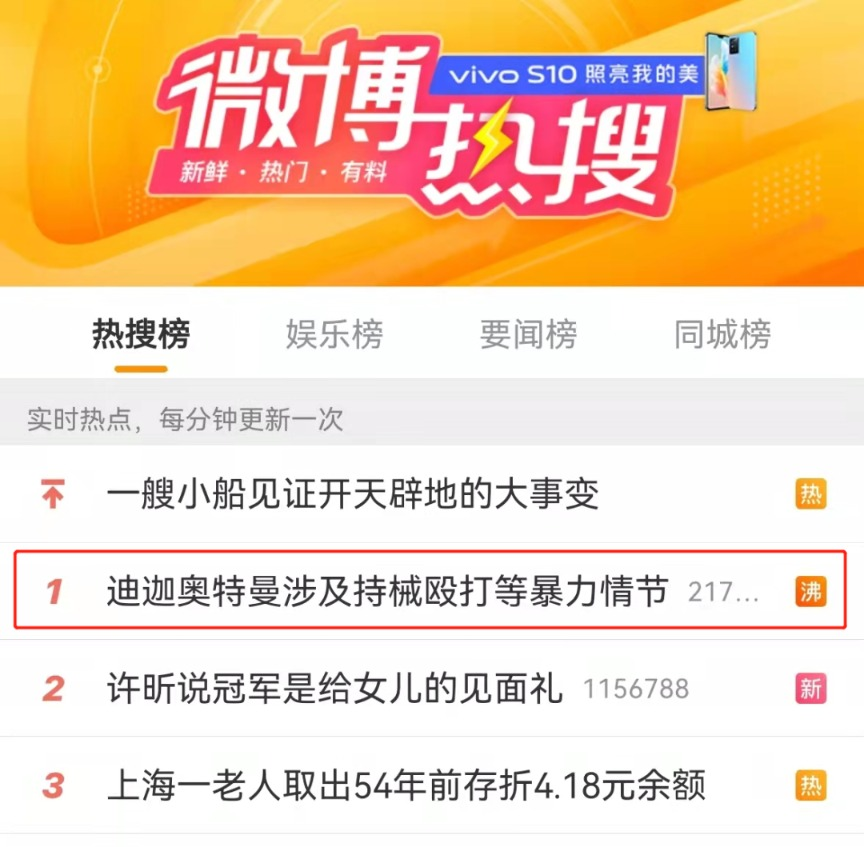 微博热搜
vivo S10 照亮我的美
新鲜·热门·有料
热搜榜 娱乐榜 要闻榜 同城榜
实时热点，每分钟更新一次
一艘小船见证开天辟地的大事变 热
1 迪迦奥特曼涉及持械殴打等暴力情节 217... 沸
2 许昕说冠军是给女儿的见面礼 1156788 新
3 上海一老人取出54年前存折4.18元余额 热